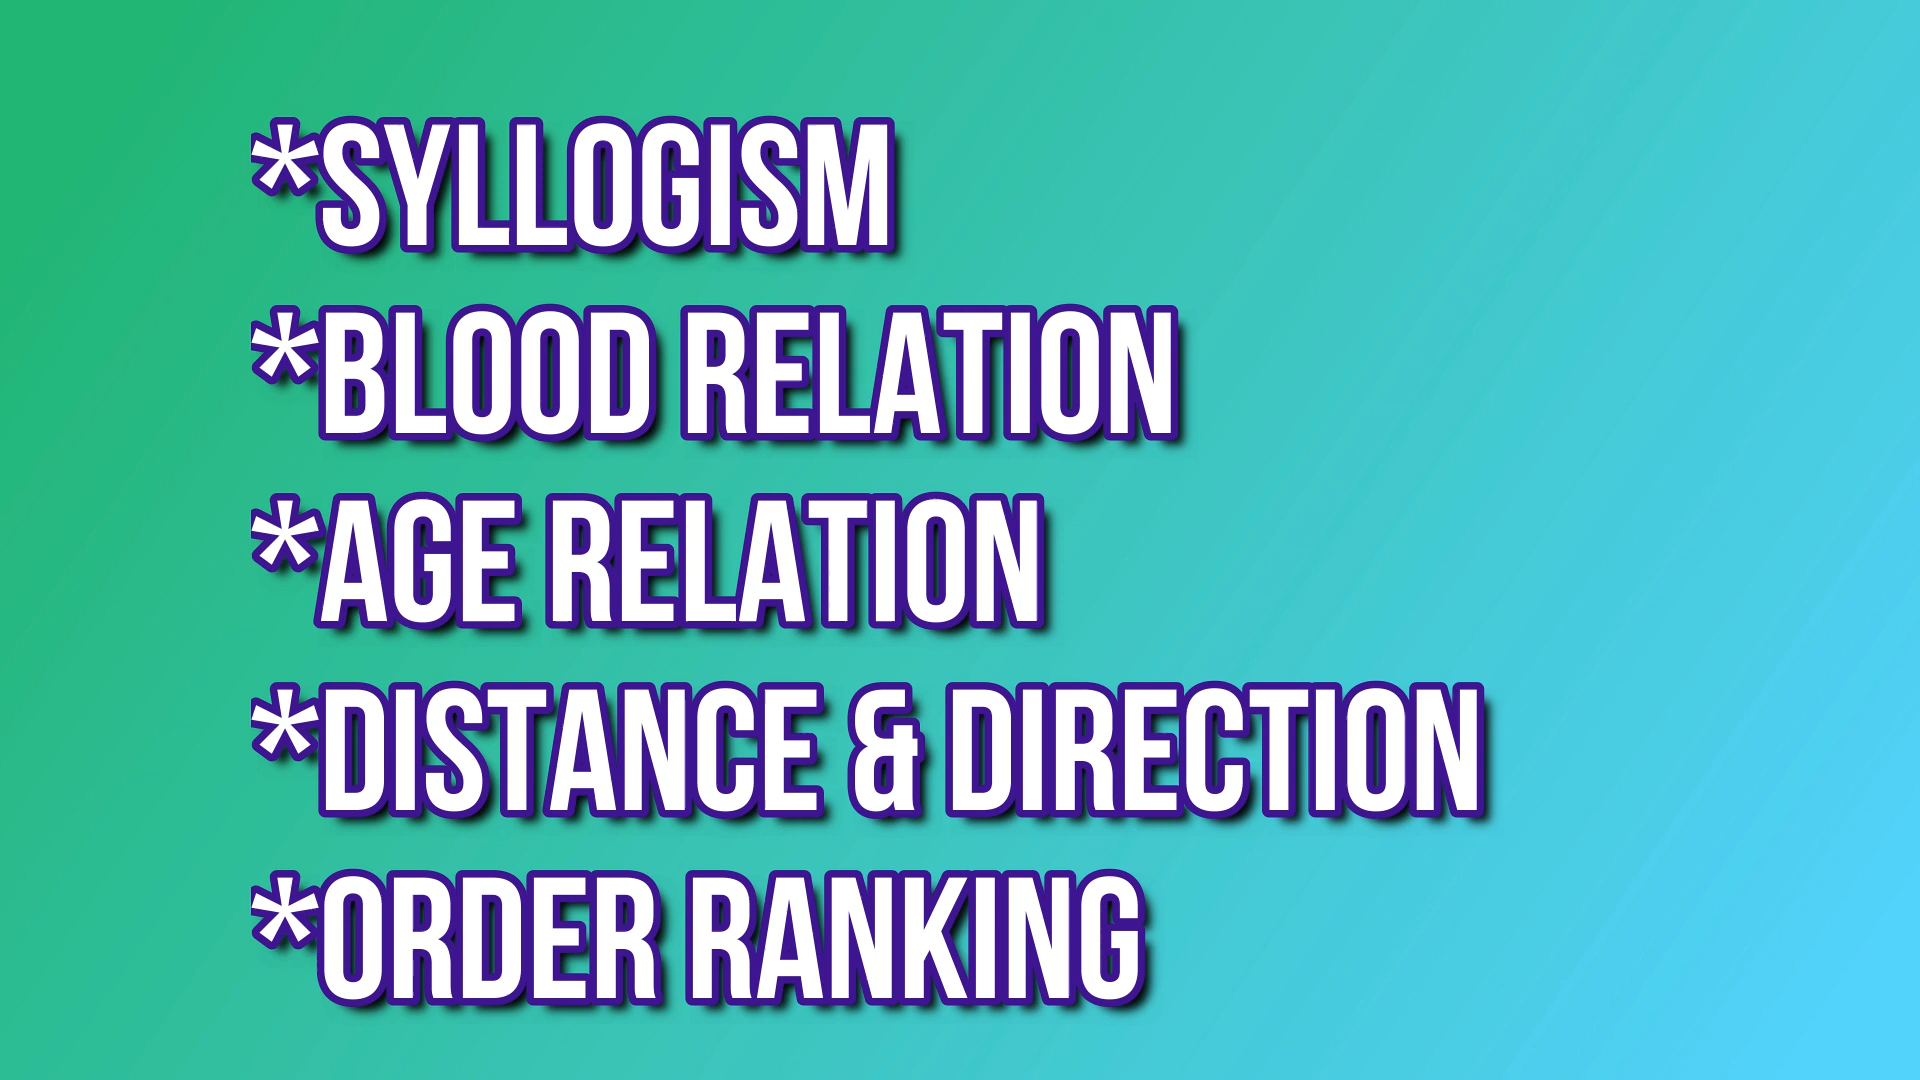 *SYLLOGISM
*BLOOD RELATION
*AGE RELATION
*DISTANCE & DIRECTION
*ORDER RANKING